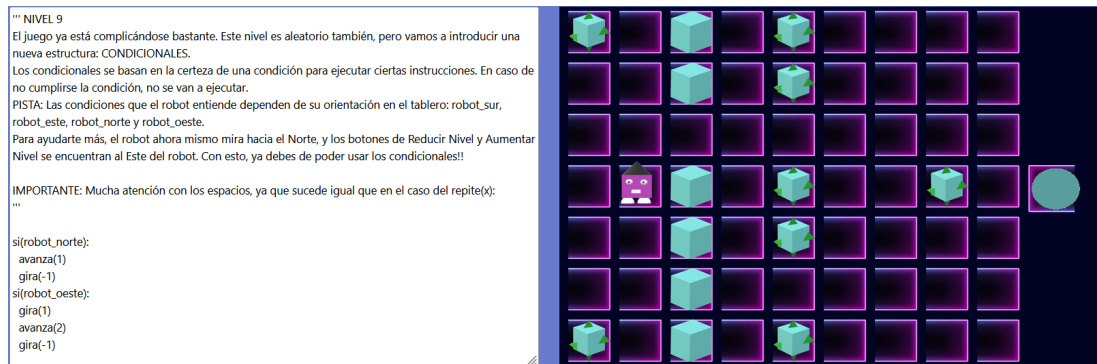 ''' NIVEL 9
El juego ya está complicándose bastante. Este nivel es aleatorio también, pero vamos a introducir una
nueva estructura: CONDICIONALES.
Los condicionales se basan en la certeza de una condición para ejecutar ciertas instrucciones. En caso de
no cumplirse la condición, no se van a ejecutar.
PISTA: Las condiciones que el robot entiende dependen de su orientación en el tablero: robot_sur,
robot_este, robot_norte y robot_oeste.
Para ayudarte más, el robot ahora mismo mira hacia el Norte, y los botones de Reducir Nivel y Aumentar
Nivel se encuentran al Este del robot. Con esto, ya debes de poder usar los condicionales!!
IMPORTANTE: Mucha atención con los espacios, ya que sucede igual que en el caso del repite(x):
'''
si(robot_norte):
  avanza(1)
  gira(-1)
si(robot_oeste):
  gira(1)
  avanza(2)
  gira(-1)